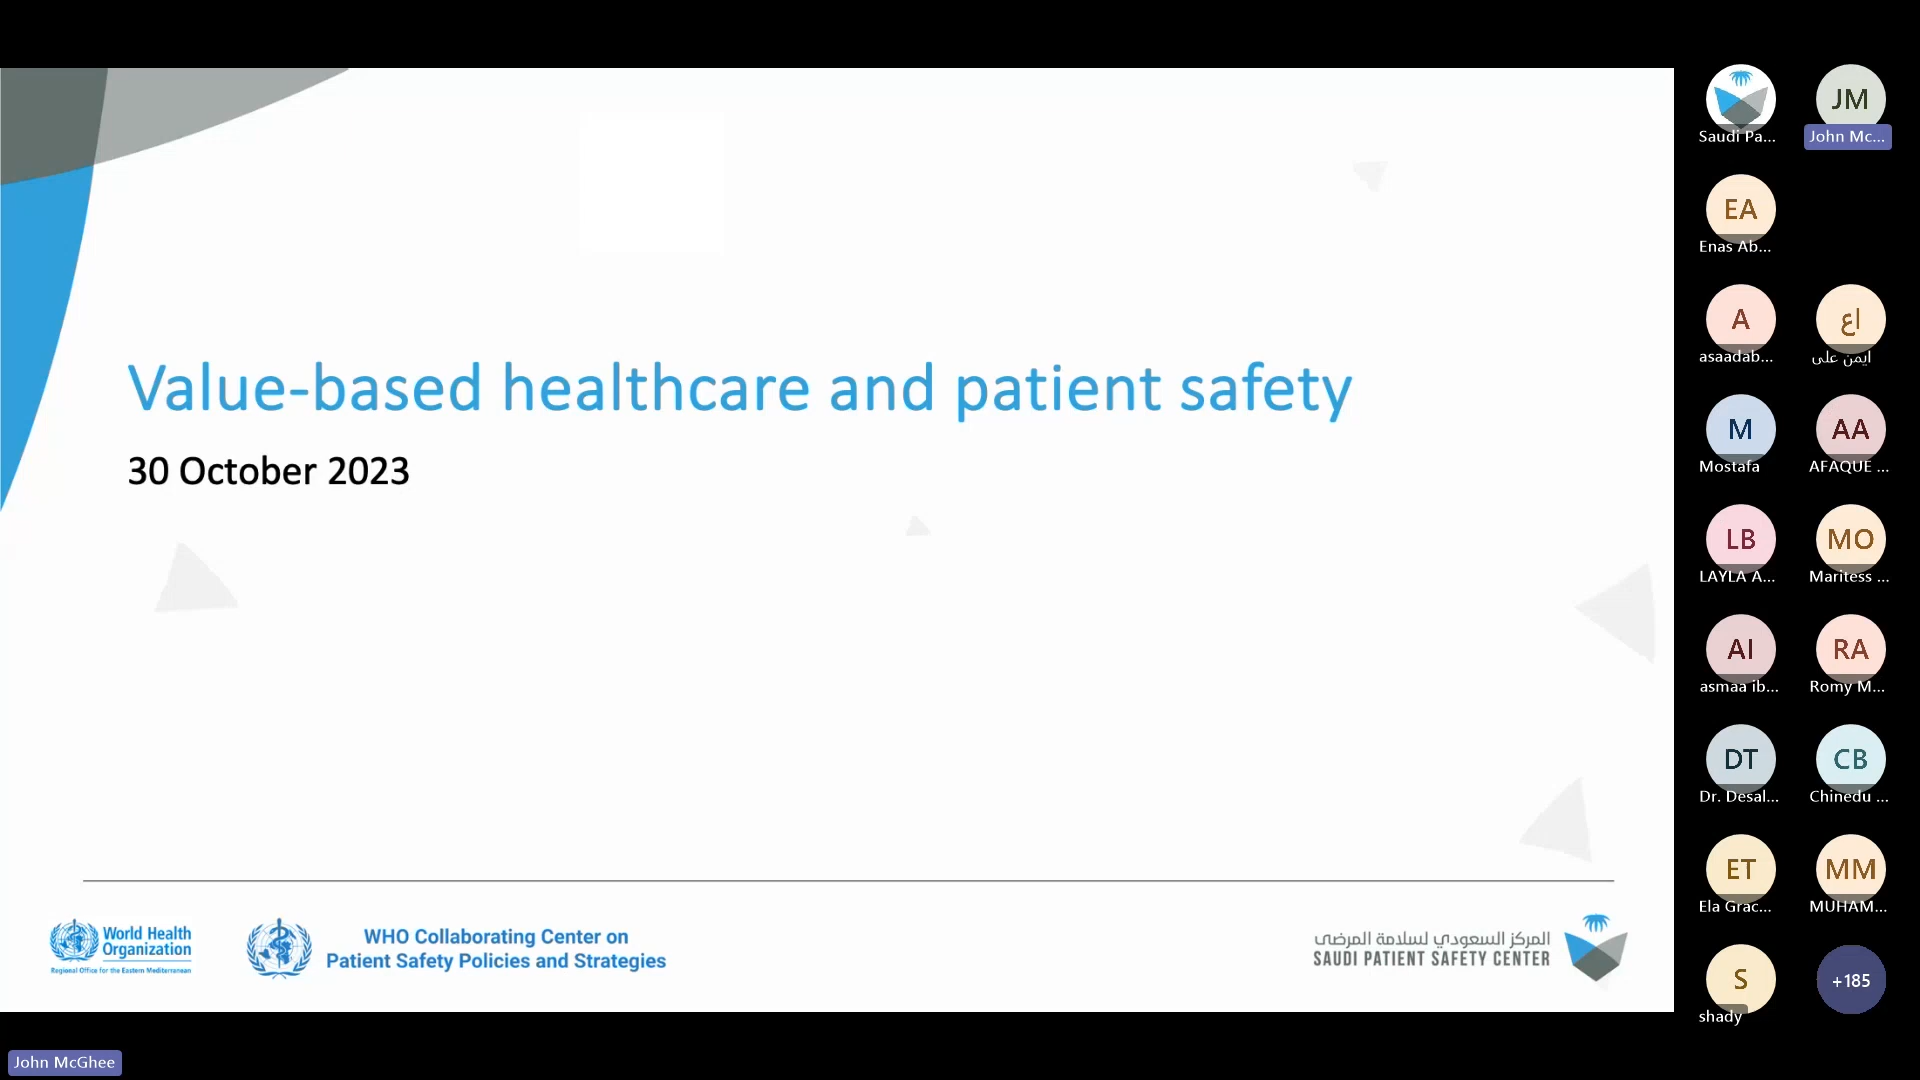 Value-based healthcare and patient safety
30 October 2023
World Health
Organization
Regional Office for the Eastern Mediterranean
WHO Collaborating Center on
Patient Safety Policies and Strategies
المركز السعودي لسلامة المرضى
SAUDI PATIENT SAFETY CENTER
Saudi Pa...
JM
John Mc...
EA
Enas Ab...
A
asaadab...
اع
ايمن على
M
Mostafa
AA
AFAQUE ...
LB
LAYLA A...
MO
Maritess ...
AI
asmaa ib...
RA
Romy M...
DT
Dr. Desal...
CB
Chinedu ...
ET
Ela Grac...
MM
MUHAM...
S
shady
+185
John McGhee